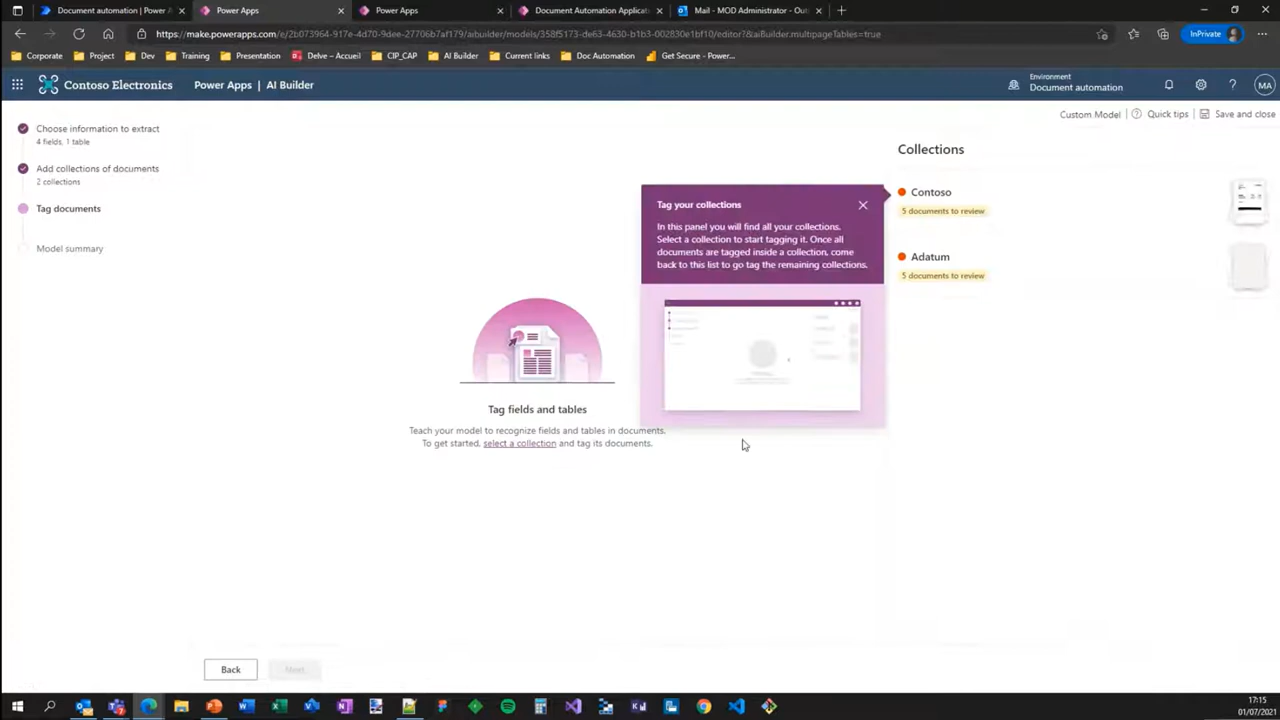 Document automation | Power A
Power Apps
Power Apps
Document Automation Applicati
Mail - MOD Administrator - Outl
https://make.powerapps.com/e/2b073964-917e-4d70-9dee-27706b7af179/aibuilder/models/358f5173-de63-4630-b1b3-002830e1bf10/editor?&aiBuilder.multipageTables=true
InPrivate
Corporate
Project
Dev
Training
Presentation
Delve – Accueil
CIP_CAP
AI Builder
Current links
Doc Automation
Get Secure - Power...
Contoso Electronics
Power Apps | AI Builder
Environment
Document automation
MA
Custom Model
Quick tips
Save and close
Choose information to extract
4 fields, 1 table
Add collections of documents
2 collections
Tag documents
Model summary
Tag your collections
In this panel you will find all your collections.
Select a collection to start tagging it. Once all
documents are tagged inside a collection, come
back to this list to go tag the remaining collections.
Tag fields and tables
Teach your model to recognize fields and tables in documents.
To get started, select a collection and tag its documents.
Collections
Contoso
5 documents to review
Adatum
5 documents to review
Back
Next
17:15
01/07/2021